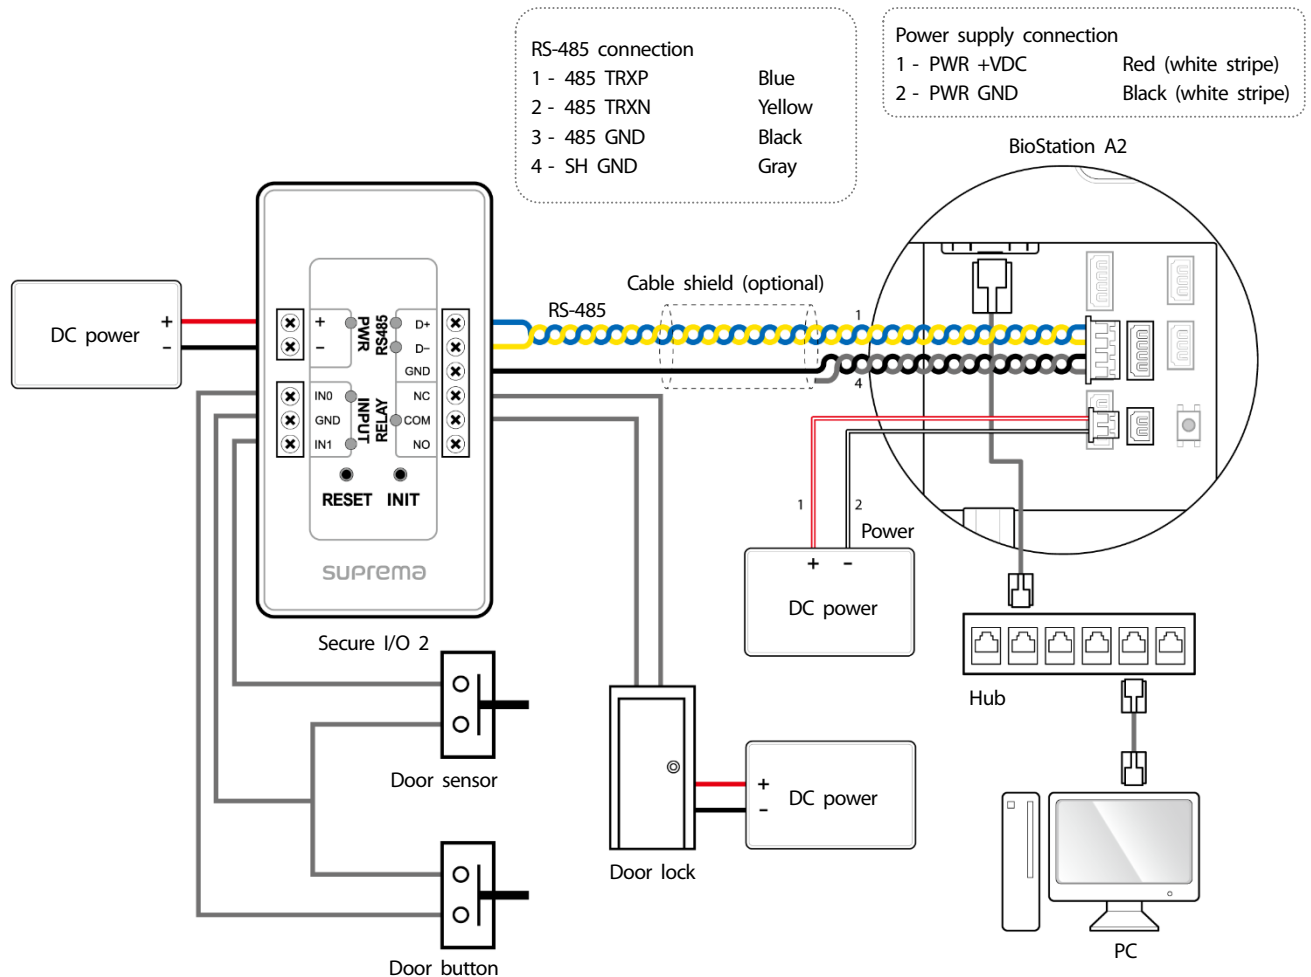 RS-485 connection
1 - 485 TRXP Blue
2 - 485 TRXN Yellow
3 - 485 GND Black
4 - SH GND Gray
Power supply connection
1 - PWR +VDC Red (white stripe)
2 - PWR GND Black (white stripe)
BioStation A2
Cable shield (optional)
RS-485
1
4
DC power
+
−
+
−
PWR
RS485
D+
D−
GND
IN0
GND
IN1
INPUT
RELAY
NC
COM
NO
RESET INIT
suprema
Secure I/O 2
1
2
Power
+ −
DC power
Hub
Door sensor
Door lock
+
−
DC power
Door button
PC